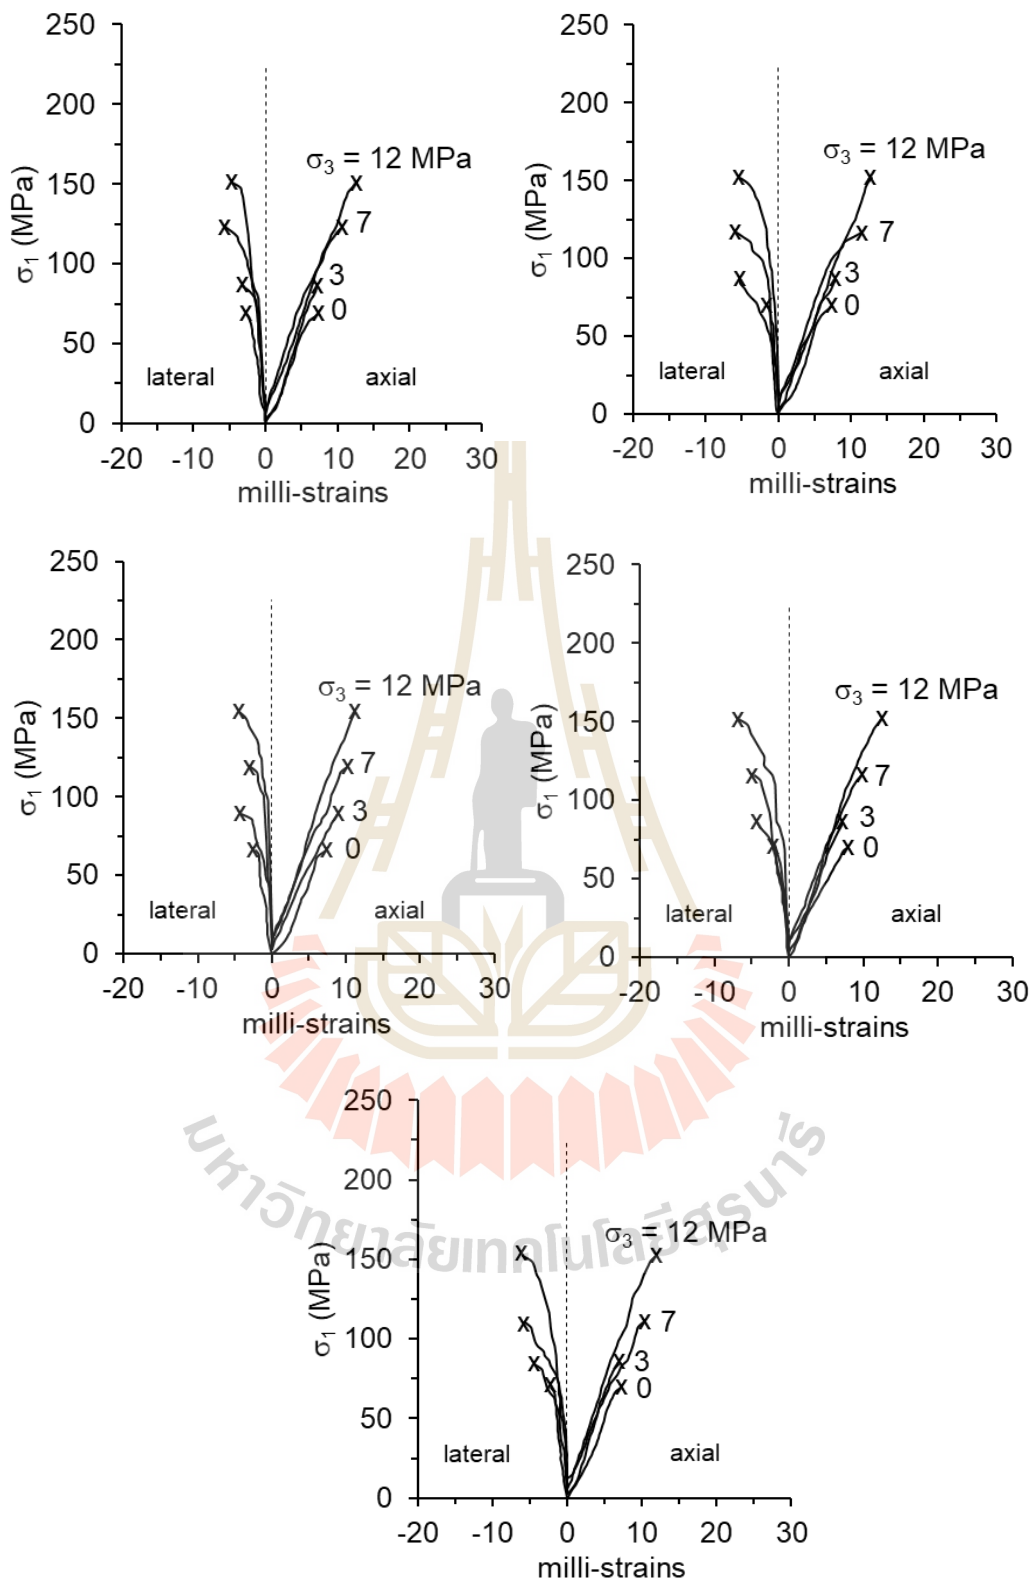 250
200
150
100
50
0
σ1 (MPa)
σ3 = 12 MPa
7
3
0
lateral
axial
-20 -10 0 10 20 30
milli-strains
250
200
150
100
50
0
σ1 (MPa)
σ3 = 12 MPa
7
3
0
lateral
axial
-20 -10 0 10 20 30
milli-strains
250
200
150
100
50
0
σ1 (MPa)
σ3 = 12 MPa
7
3
0
lateral
axial
-20 -10 0 10 20 30
milli-strains
250
200
150
100
50
0
σ1 (MPa)
σ3 = 12 MPa
7
3
0
lateral
axial
-20 -10 0 10 20 30
milli-strains
250
200
150
100
50
0
σ1 (MPa)
σ3 = 12 MPa
7
3
0
lateral
axial
-20 -10 0 10 20 30
milli-strains
มหาวิทยาลัยเทคโนโลยีสุรนารี